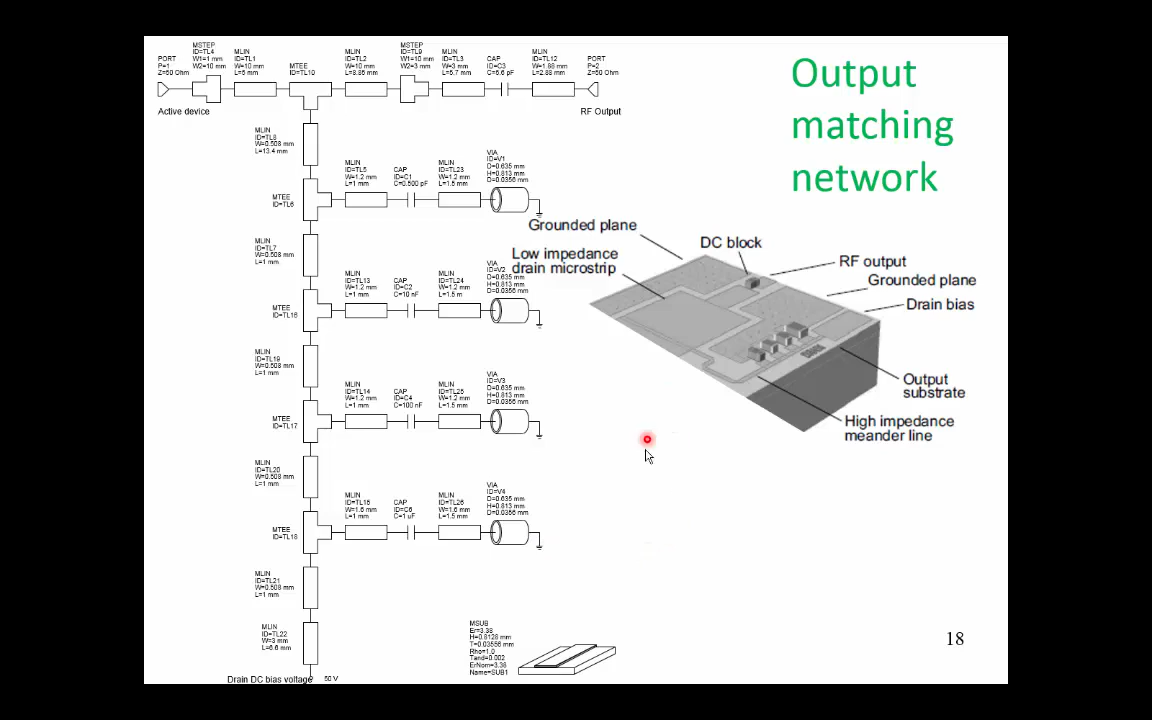 Output
matching
network
PORT
P=1
Z=50 Ohm
MSTEP
ID=TL4
W1=1 mm
W2=10 mm
MLIN
ID=TL1
W=10 mm
L=5 mm
MTEE
ID=TL10
MLIN
ID=TL2
W=10 mm
L=8.85 mm
MSTEP
ID=TL9
W1=10 mm
W2=3 mm
MLIN
ID=TL3
W=3 mm
L=5.7 mm
CAP
ID=C3
C=5.6 pF
MLIN
ID=TL12
W=1.88 mm
L=2.88 mm
PORT
P=2
Z=50 Ohm
Active device
RF Output
MLIN
ID=TL8
W=0.508 mm
L=13.4 mm
MTEE
ID=TL6
MLIN
ID=TL5
W=1.2 mm
L=1 mm
CAP
ID=C1
C=0.500 pF
MLIN
ID=TL23
W=1.2 mm
L=1.5 mm
VIA
ID=V1
D=0.635 mm
H=0.813 mm
D=0.0356 mm
MLIN
ID=TL7
W=0.508 mm
L=1 mm
MTEE
ID=TL16
MLIN
ID=TL13
W=1.2 mm
L=1 mm
CAP
ID=C2
C=10 nF
MLIN
ID=TL24
W=1.2 mm
L=1.5 m
VIA
ID=V2
D=0.635 mm
H=0.813 mm
D=0.0356 mm
MLIN
ID=TL19
W=0.508 mm
L=1 mm
MTEE
ID=TL17
MLIN
ID=TL14
W=1.2 mm
L=1 mm
CAP
ID=C4
C=100 nF
MLIN
ID=TL25
W=1.2 mm
L=1.5 mm
VIA
ID=V3
D=0.635 mm
H=0.813 mm
D=0.0356 mm
MLIN
ID=TL20
W=0.508 mm
L=1 mm
MTEE
ID=TL18
MLIN
ID=TL15
W=1.6 mm
L=1 mm
CAP
ID=C6
C=1 uF
MLIN
ID=TL26
W=1.6 mm
L=1.5 mm
VIA
ID=V4
D=0.635 mm
H=0.813 mm
D=0.0356 mm
MLIN
ID=TL21
W=0.508 mm
L=1 mm
MLIN
ID=TL22
W=3 mm
L=6.6 mm
Drain DC bias voltage 50 V
MSUB
Er=3.38
H=0.8128 mm
T=0.03556 mm
Rho=1.0
Tand=0.002
ErNom=3.38
Name=SUB1
Grounded plane
Low impedance
drain microstrip
DC block
RF output
Grounded plane
Drain bias
Output
substrate
High impedance
meander line
18